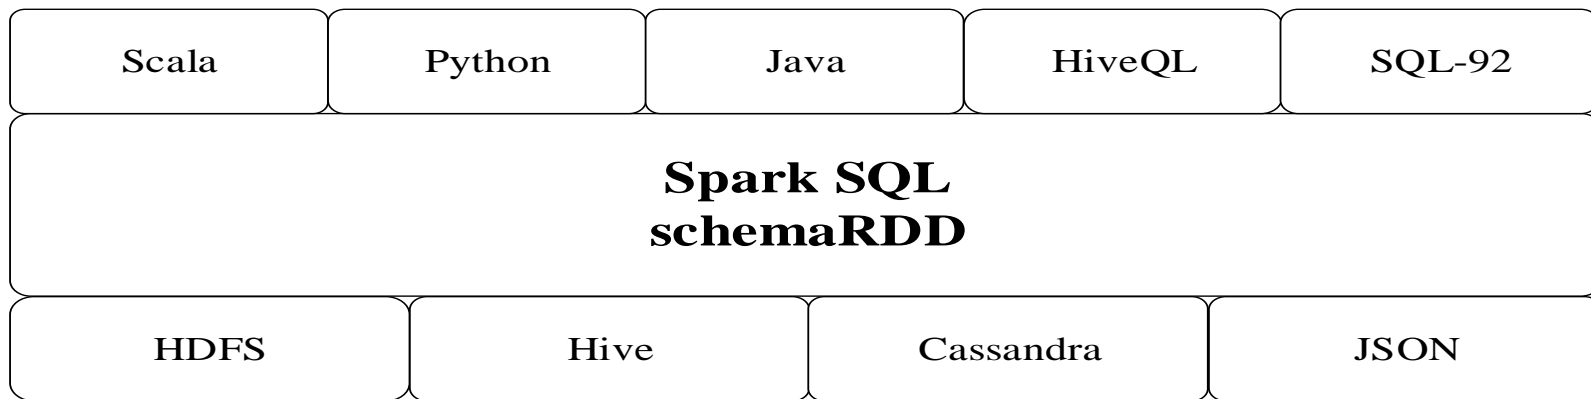 Scala Python Java HiveQL SQL-92
Spark SQL
schemaRDD
HDFS Hive Cassandra JSON